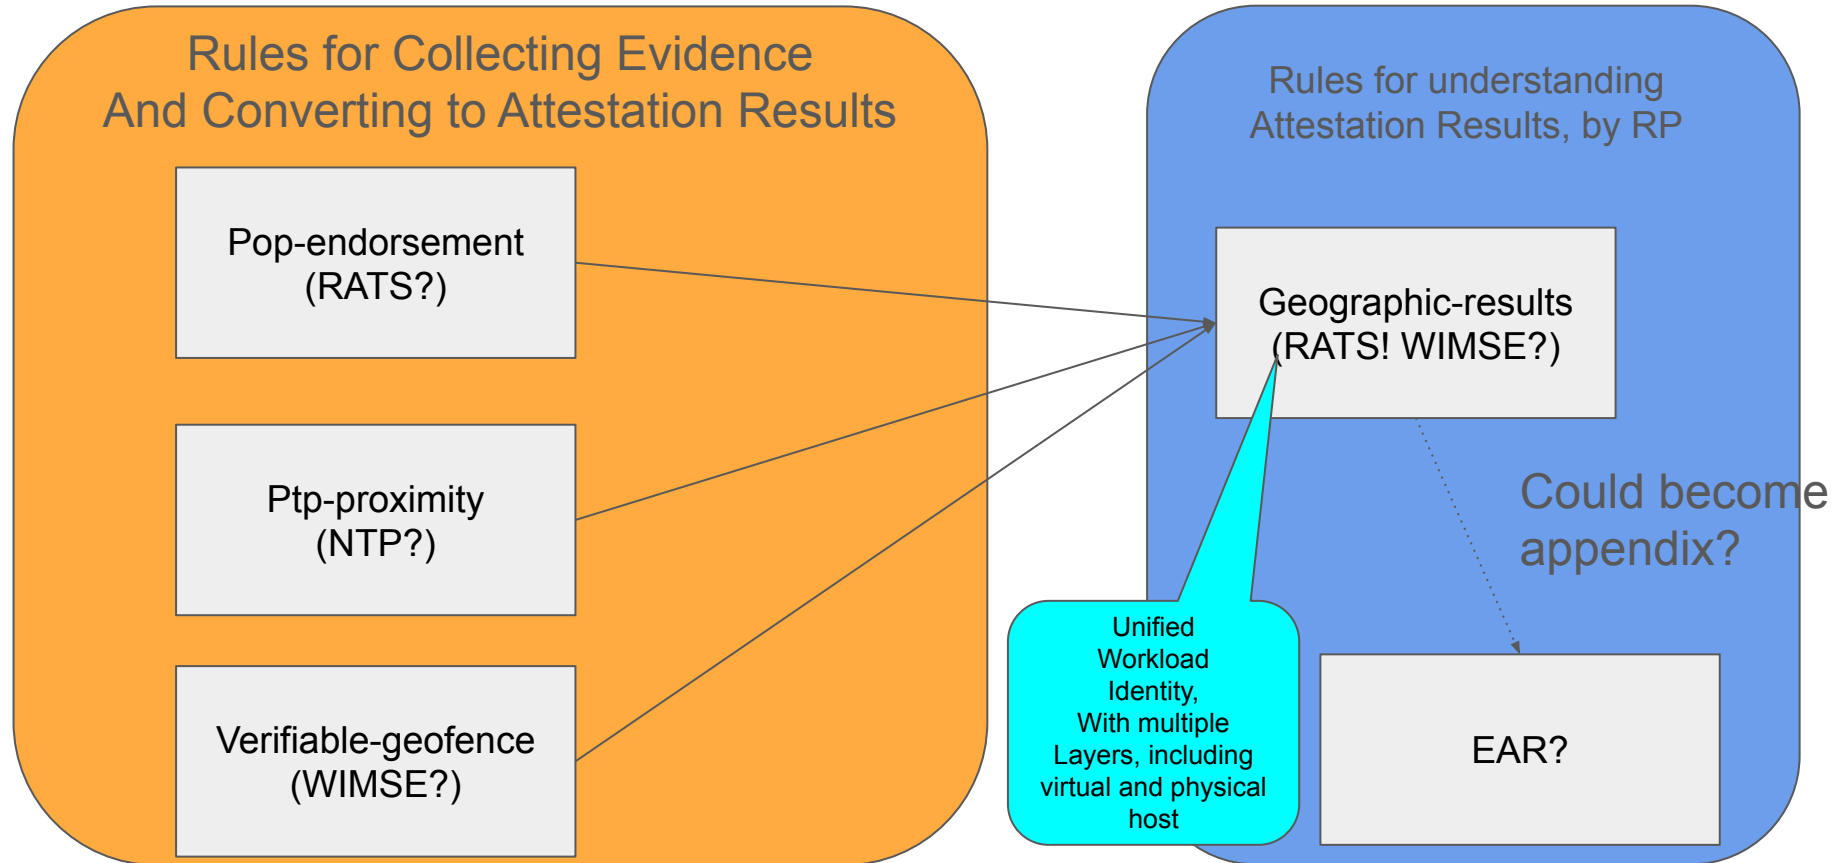 Rules for Collecting Evidence
And Converting to Attestation Results
Pop-endorsement
(RATS?)
Ptp-proximity
(NTP?)
Verifiable-geofence
(WIMSE?)
Rules for understanding
Attestation Results, by RP
Geographic-results
(RATS! WIMSE?)
Could become
appendix?
Unified
Workload
Identity,
With multiple
Layers, including
virtual and physical
host
EAR?